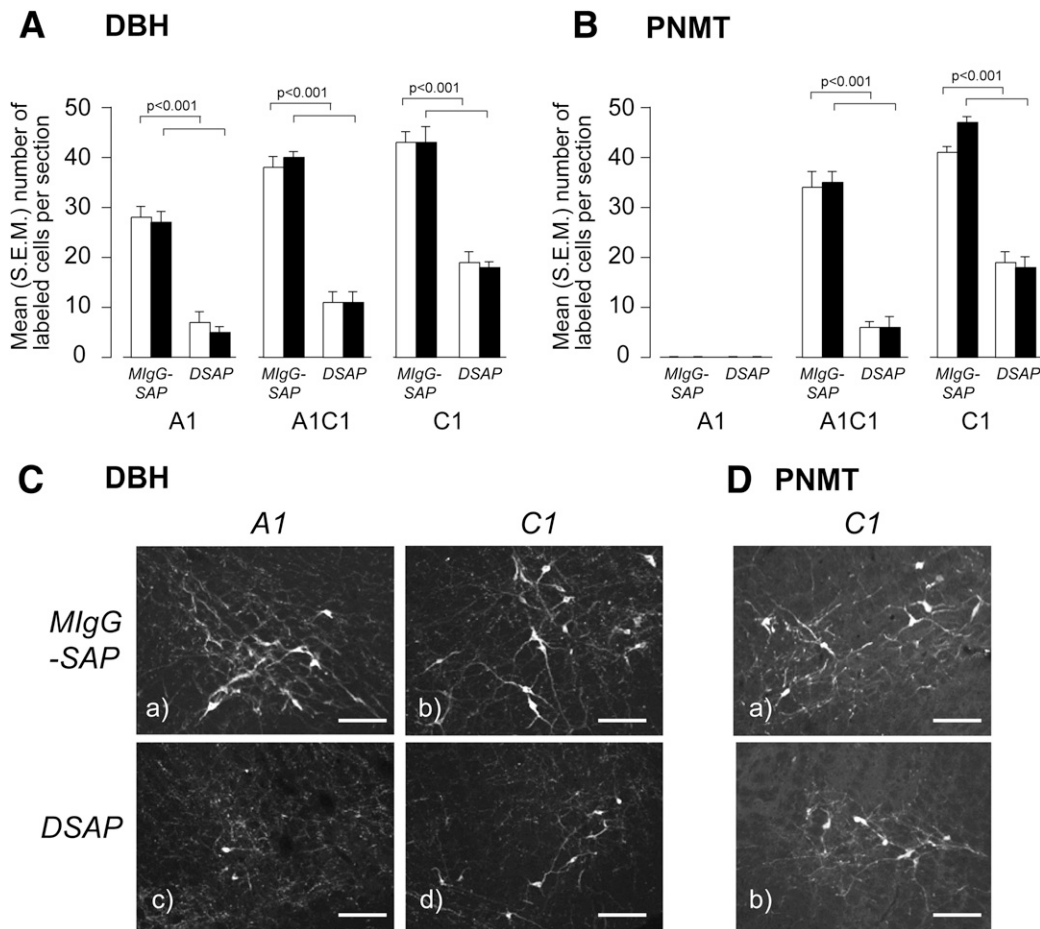 A DBH
Mean (S.E.M.) number of
labeled cells per section
50
40
30
20
10
0
p<0.001
p<0.001
p<0.001
MIgG-
SAP
DSAP
MIgG-
SAP
DSAP
MIgG-
SAP
DSAP
A1
A1C1
C1
B PNMT
Mean (S.E.M.) number of
labeled cells per section
50
40
30
20
10
0
p<0.001
p<0.001
MIgG-
SAP
DSAP
MIgG-
SAP
DSAP
MIgG-
SAP
DSAP
A1
A1C1
C1
C DBH
A1
C1
MIgG
-SAP
a)
b)
DSAP
c)
d)
D PNMT
C1
a)
b)